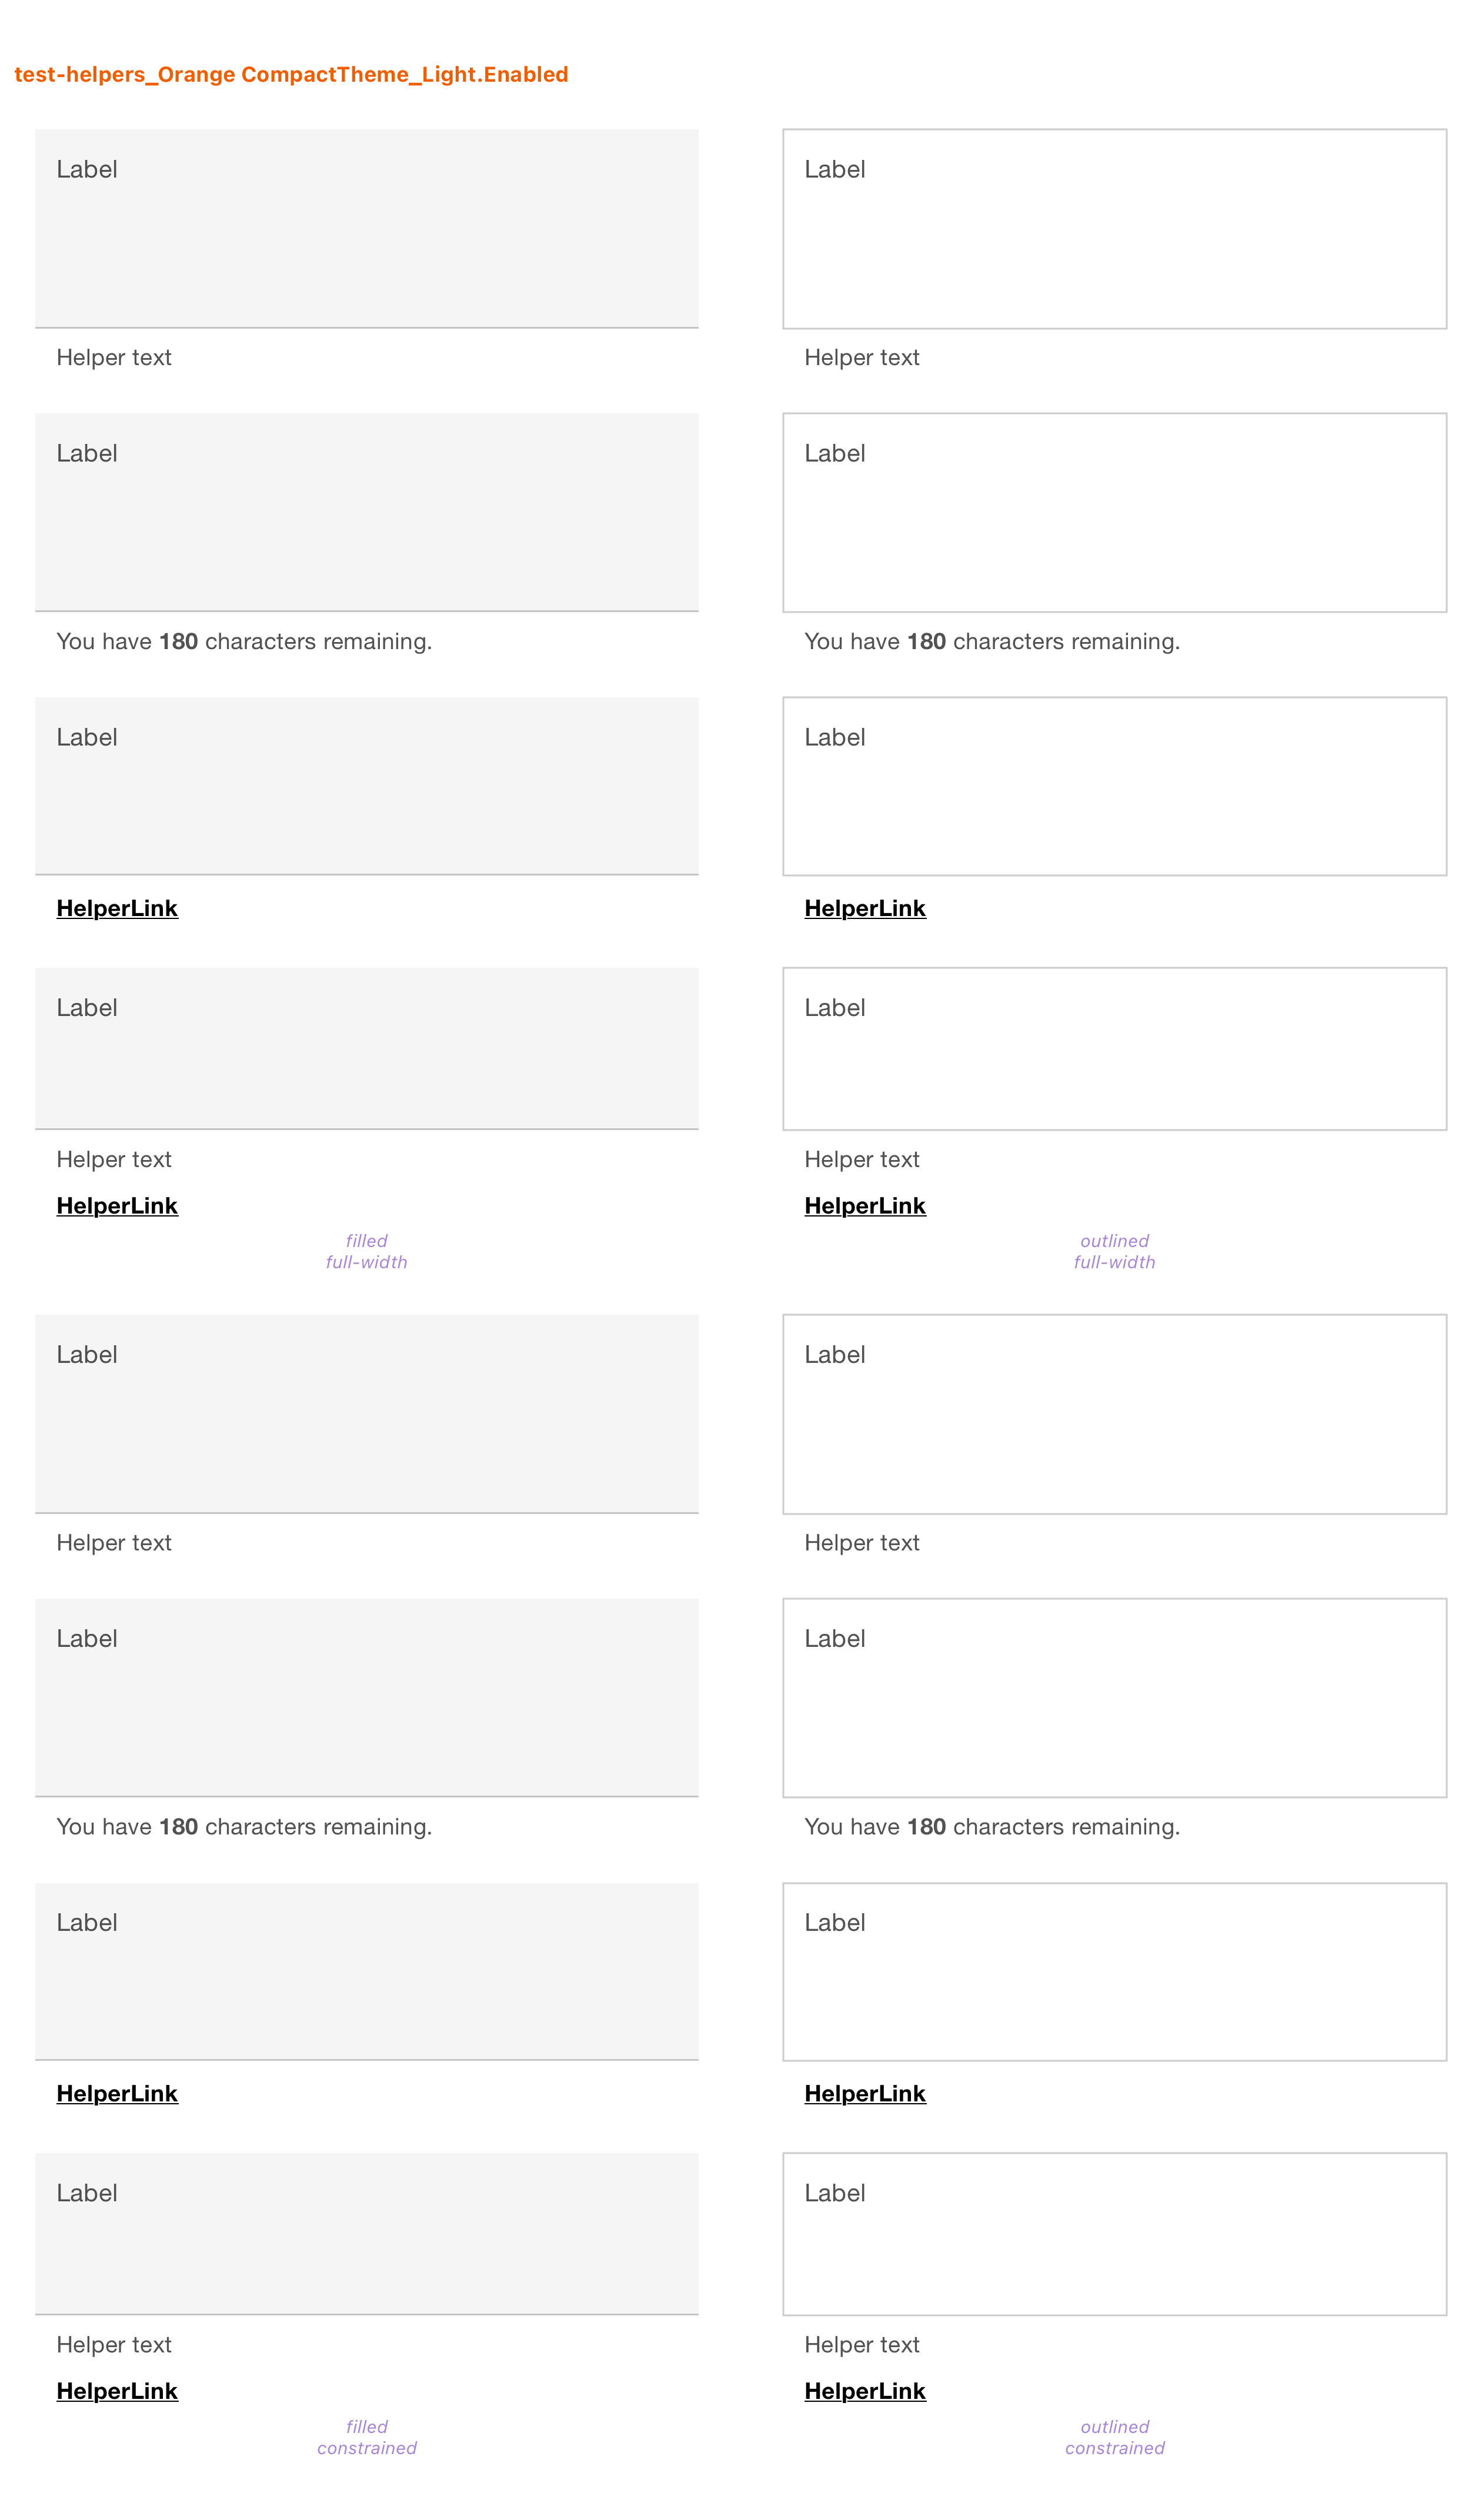 test-helpers_Orange CompactTheme_Light.Enabled
Label
Label
Helper text
Helper text
Label
Label
You have 180 characters remaining.
You have 180 characters remaining.
Label
Label
HelperLink
HelperLink
Label
Label
Helper text
Helper text
HelperLink
HelperLink
filled
outlined
full-width
full-width
Label
Label
Helper text
Helper text
Label
Label
You have 180 characters remaining.
You have 180 characters remaining.
Label
Label
HelperLink
HelperLink
Label
Label
Helper text
Helper text
HelperLink
HelperLink
filled
outlined
constrained
constrained